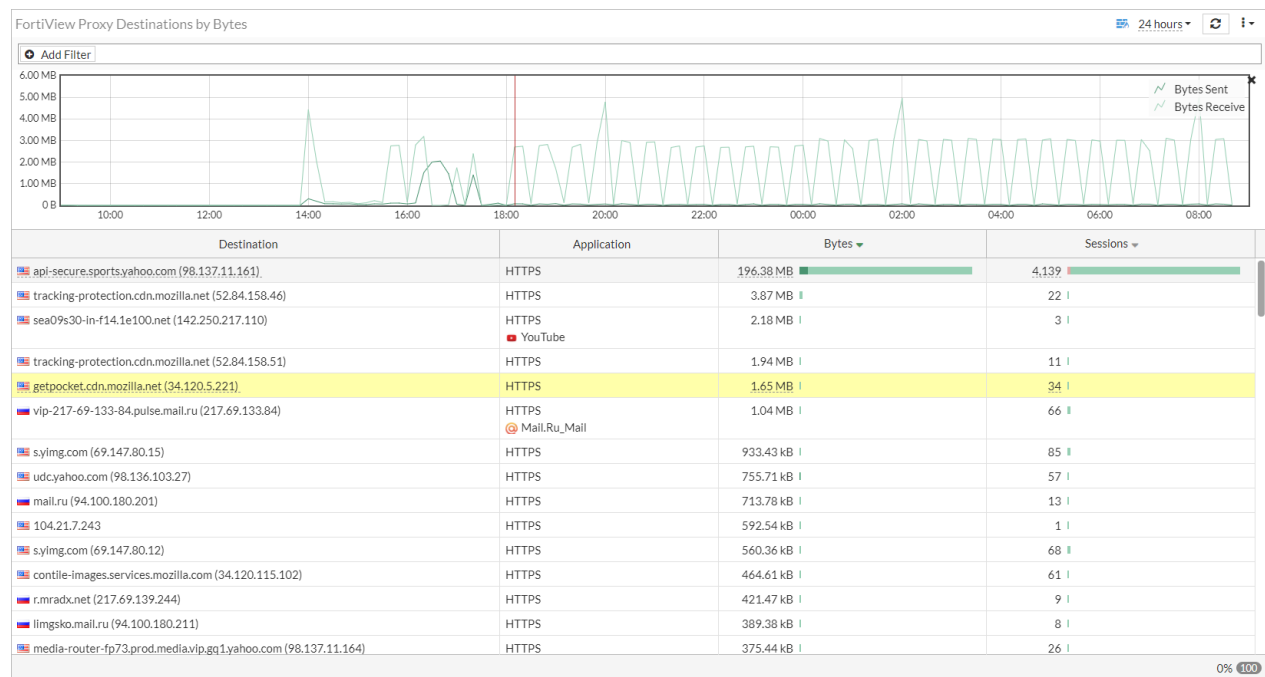 FortiView Proxy Destinations by Bytes
24 hours
Add Filter
6.00 MB
5.00 MB
4.00 MB
3.00 MB
2.00 MB
1.00 MB
0 B
Bytes Sent
Bytes Receive
10:00 12:00 14:00 16:00 18:00 20:00 22:00 00:00 02:00 04:00 06:00 08:00
Destination Application Bytes Sessions
api-secure.sports.yahoo.com (98.137.11.161) HTTPS 196.38 MB 4,139
tracking-protection.cdn.mozilla.net (52.84.158.46) HTTPS 3.87 MB 22
sea09s30-in-f14.1e100.net (142.250.217.110) HTTPS 2.18 MB 3
YouTube
tracking-protection.cdn.mozilla.net (52.84.158.51) HTTPS 1.94 MB 11
getpocket.cdn.mozilla.net (34.120.5.221) HTTPS 1.65 MB 34
vip-217-69-133-84.pulse.mail.ru (217.69.133.84) HTTPS 1.04 MB 66
Mail.Ru_Mail
s.yimg.com (69.147.80.15) HTTPS 933.43 kB 85
udc.yahoo.com (98.136.103.27) HTTPS 755.71 kB 57
mail.ru (94.100.180.201) HTTPS 713.78 kB 13
104.21.7.243 HTTPS 592.54 kB 1
s.yimg.com (69.147.80.12) HTTPS 560.36 kB 68
contile-images.services.mozilla.com (34.120.115.102) HTTPS 464.61 kB 61
r.mradx.net (217.69.139.244) HTTPS 421.47 kB 9
limgsko.mail.ru (94.100.180.211) HTTPS 389.38 kB 8
media-router-fp73.prod.media.vip.gq1.yahoo.com (98.137.11.164) HTTPS 375.44 kB 26
0% 100